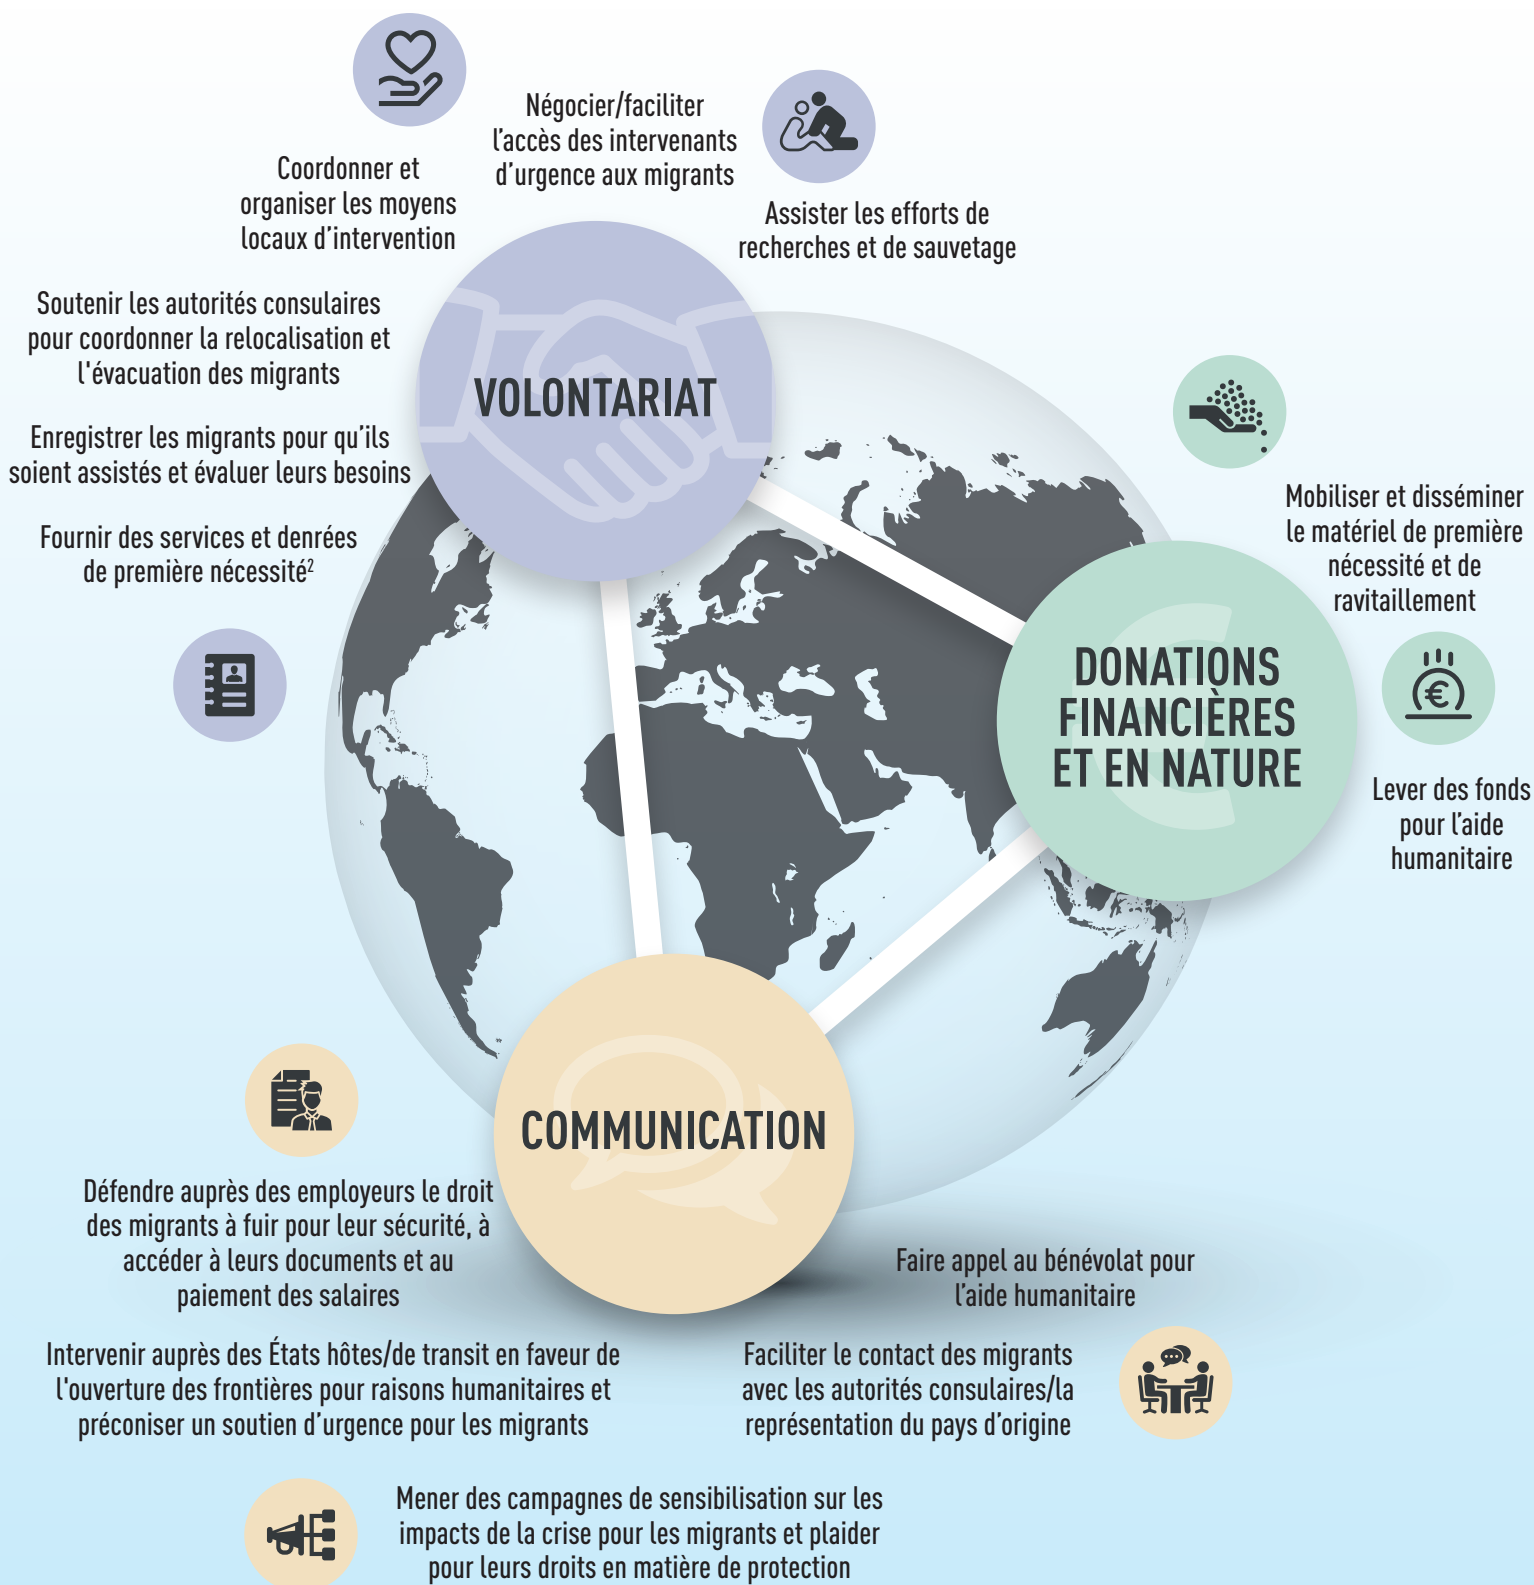 Négocier/faciliter
l’accès des intervenants
d’urgence aux migrants
Coordonner et
organiser les moyens
locaux d’intervention
Assister les efforts de
recherches et de sauvetage
Soutenir les autorités consulaires
pour coordonner la relocalisation et
l'évacuation des migrants
Enregistrer les migrants pour qu’ils
soient assistés et évaluer leurs besoins
Fournir des services et denrées
de première nécessité²
VOLONTARIAT
Mobiliser et disséminer
le matériel de première
nécessité et de
ravitaillement
DONATIONS
FINANCIÈRES
ET EN NATURE
€
Lever des fonds
pour l’aide
humanitaire
COMMUNICATION
Défendre auprès des employeurs le droit
des migrants à fuir pour leur sécurité, à
accéder à leurs documents et au
paiement des salaires
Faire appel au bénévolat pour
l’aide humanitaire
Intervenir auprès des États hôtes/de transit en faveur de
l'ouverture des frontières pour raisons humanitaires et
préconiser un soutien d’urgence pour les migrants
Faciliter le contact des migrants
avec les autorités consulaires/la
représentation du pays d’origine
Mener des campagnes de sensibilisation sur les
impacts de la crise pour les migrants et plaider
pour leurs droits en matière de protection